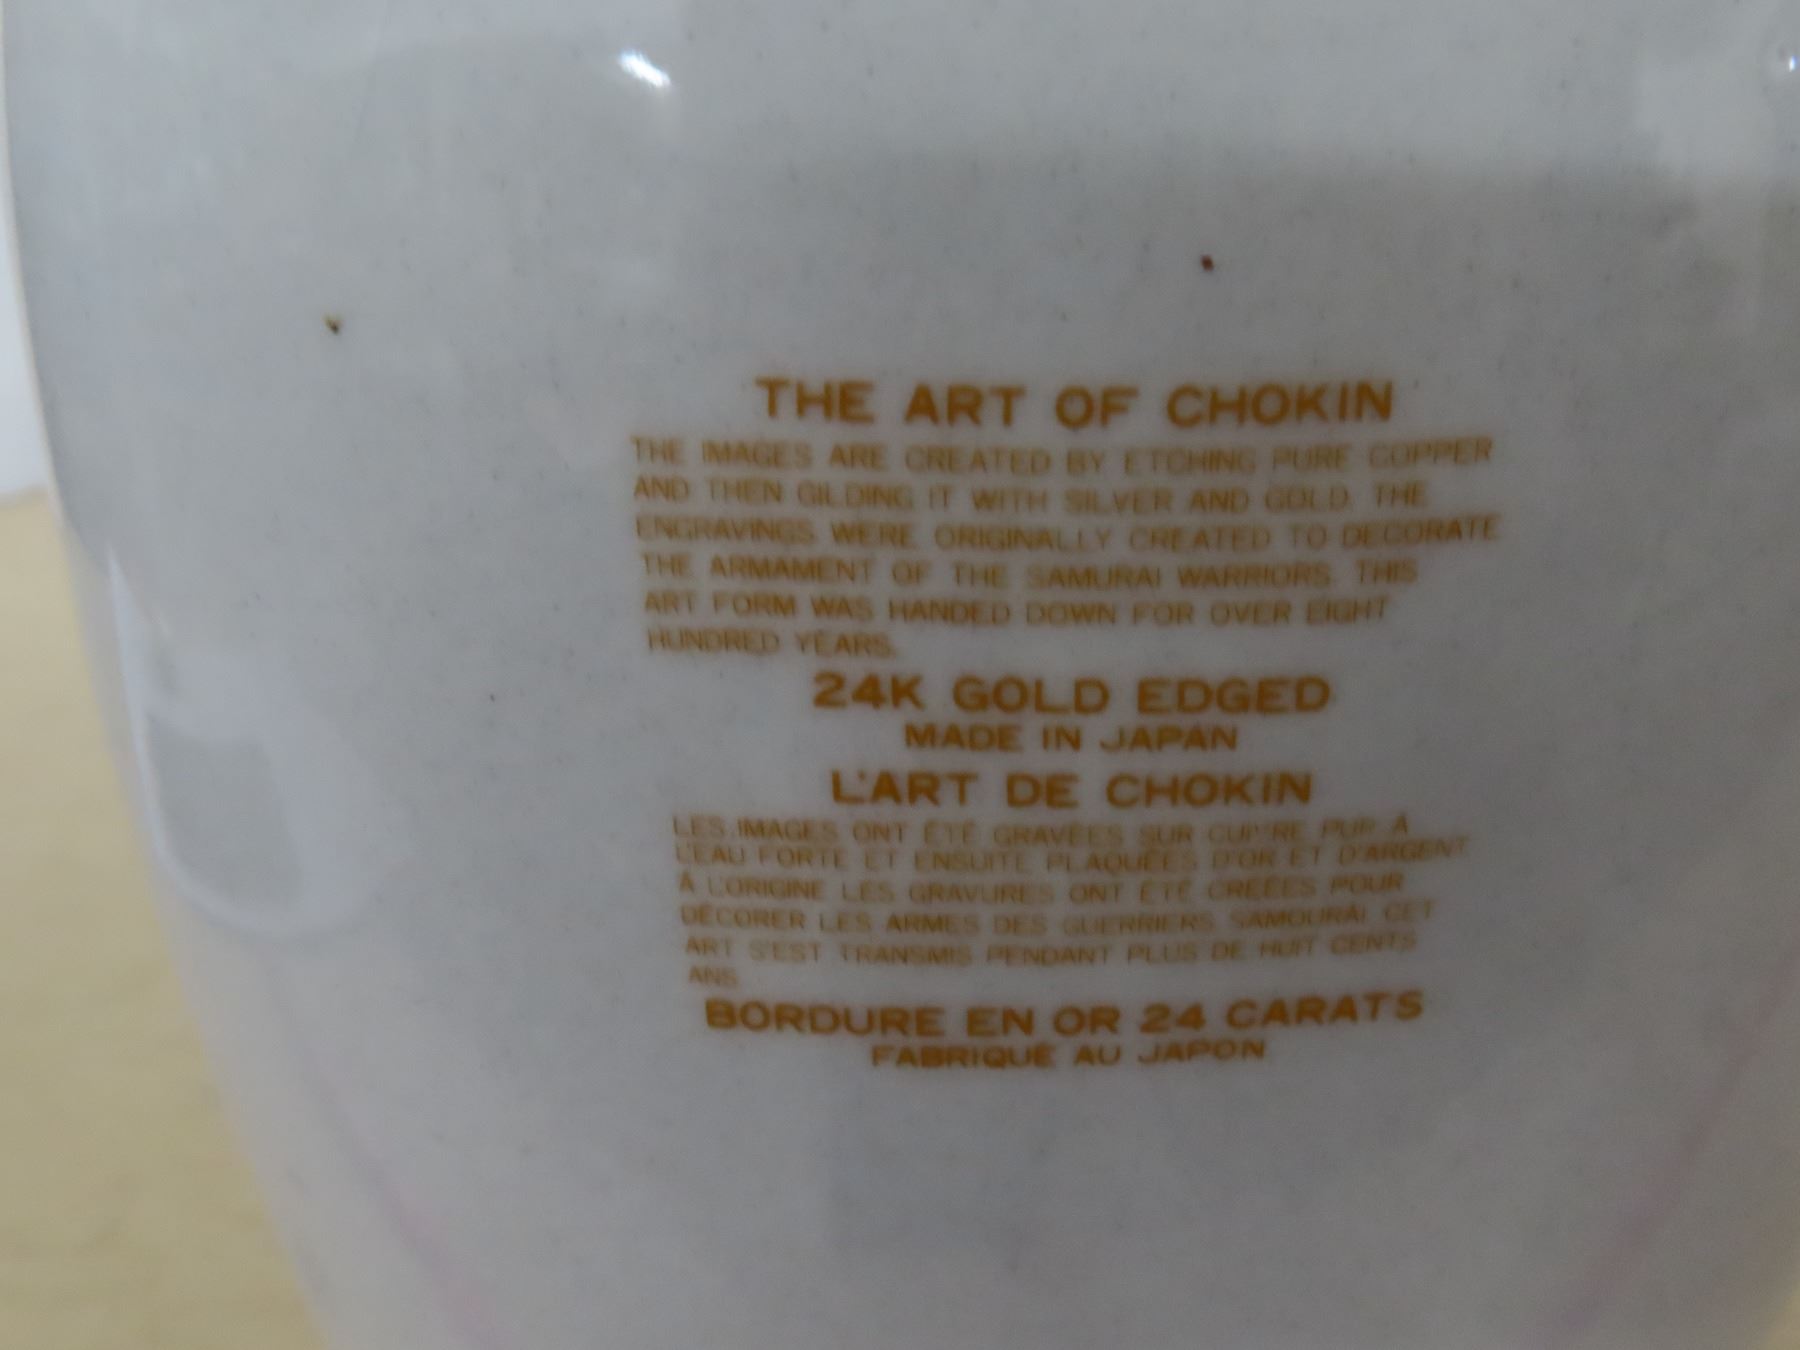 THE ART OF CHOKIN
THE IMAGES ARE CREATED BY ETCHING PURE COPPER
AND THEN GILDING IT WITH SILVER AND GOLD. THE
ENGRAVINGS WERE ORIGINALLY CREATED TO DECORATE
THE ARMAMENT OF THE SAMURAI WARRIORS. THIS
ART FORM WAS HANDED DOWN FOR OVER EIGHT
HUNDRED YEARS.
24K GOLD EDGED
MADE IN JAPAN
L'ART DE CHOKIN
LES IMAGES ONT ÉTÉ GRAVÉES SUR CUIVRE PUR À
L'EAU FORTE ET ENSUITE PLAQUÉES D'OR ET D'ARGENT
À L'ORIGINE LES GRAVURES ONT ÉTÉ CRÉÉES POUR
DÉCORER LES ARMES DES GUERRIERS SAMOURAI. CET
ART S'EST TRANSMIS PENDANT PLUS DE HUIT CENTS
ANS.
BORDURE EN OR 24 CARATS
FABRIQUÉ AU JAPON